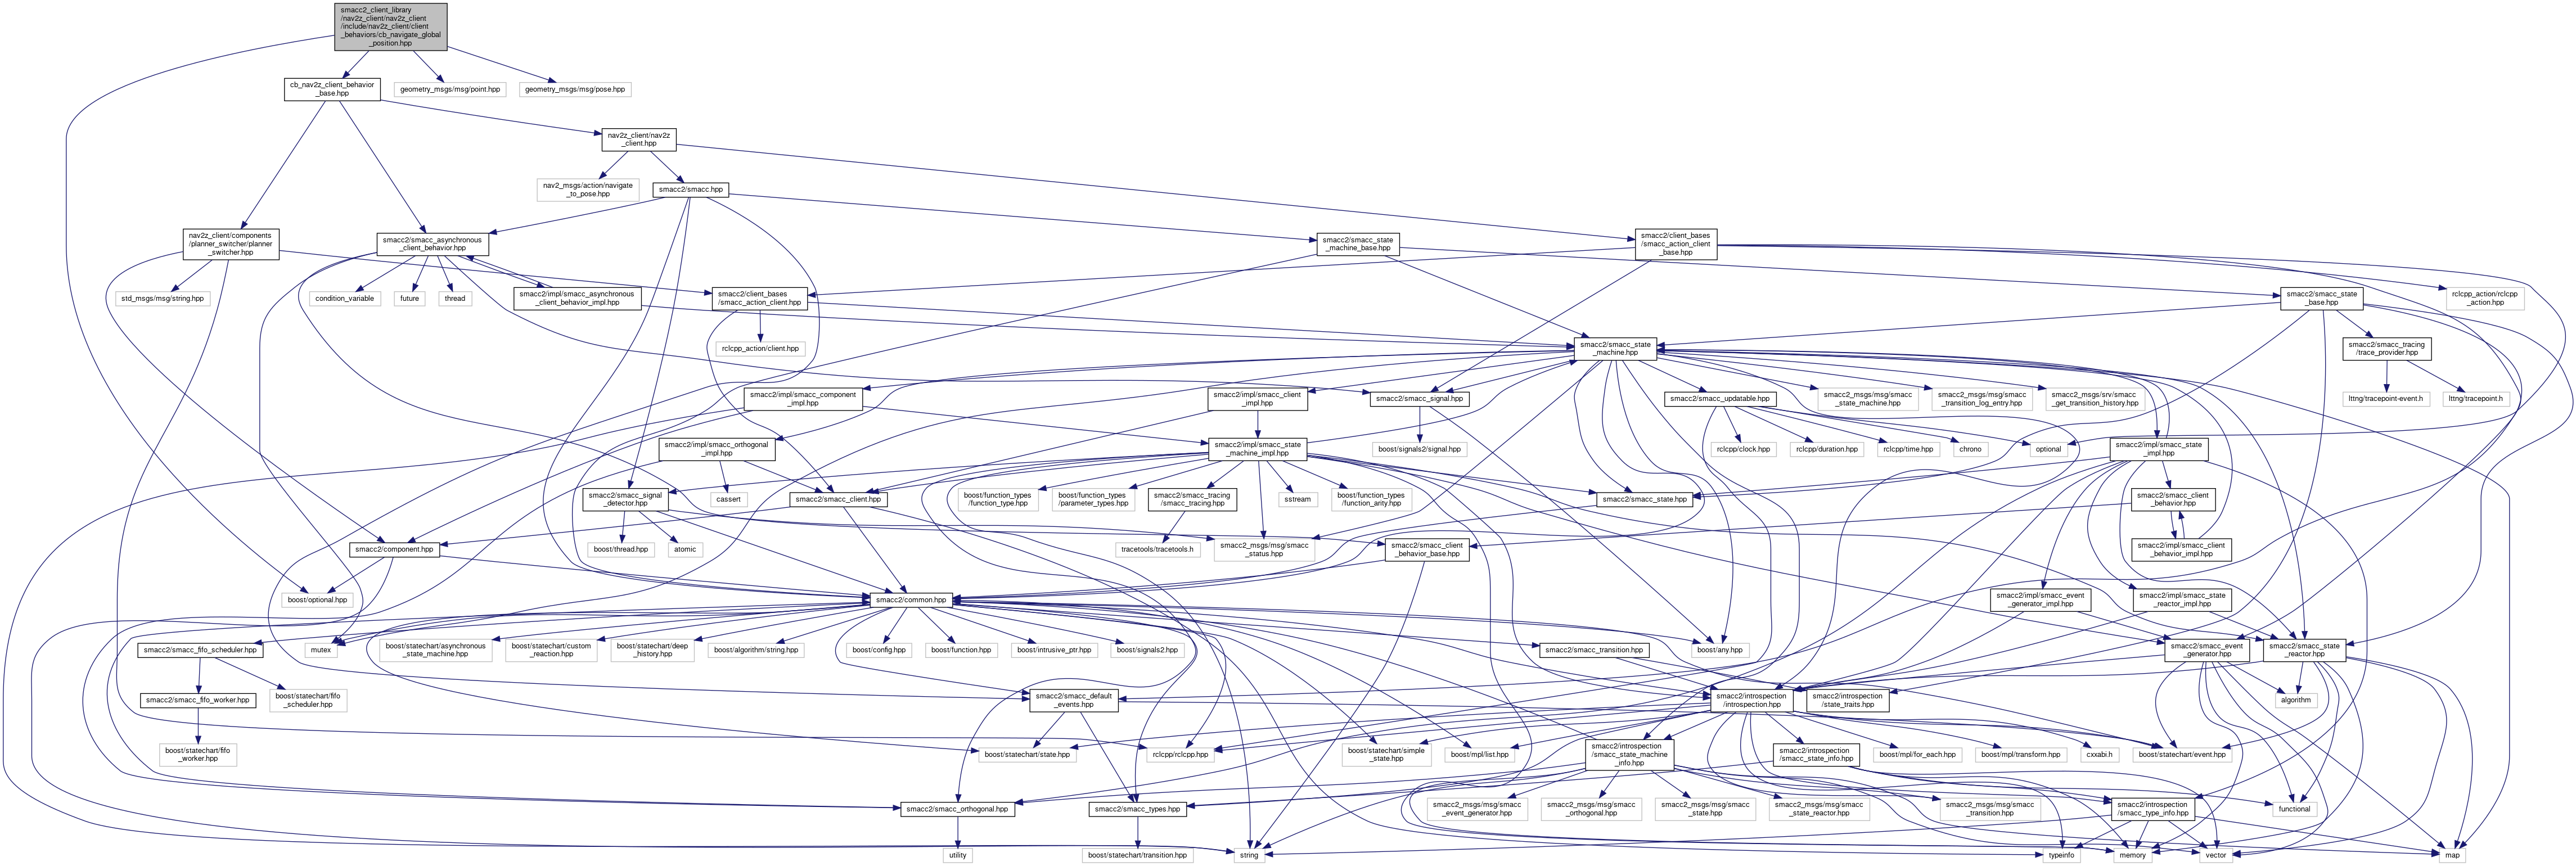 smacc2_client_library
/nav2z_client/nav2z_client
/include/nav2z_client/client
_behaviors/cb_navigate_global
_position.hpp
cb_nav2z_client_behavior
_base.hpp
geometry_msgs/msg/point.hpp
geometry_msgs/msg/pose.hpp
nav2z_client/nav2z
_client.hpp
nav2_msgs/action/navigate
_to_pose.hpp
smacc2/smacc.hpp
nav2z_client/components
/planner_switcher/planner
_switcher.hpp
smacc2/smacc_asynchronous
_client_behavior.hpp
smacc2/smacc_state
_machine_base.hpp
smacc2/client_bases
/smacc_action_client
_base.hpp
std_msgs/msg/string.hpp
condition_variable
future
thread
smacc2/impl/smacc_asynchronous
_client_behavior_impl.hpp
smacc2/client_bases
/smacc_action_client.hpp
smacc2/smacc_state
_base.hpp
rclcpp_action/rclcpp
_action.hpp
rclcpp_action/client.hpp
smacc2/smacc_state
_machine.hpp
smacc2/smacc_tracing
/trace_provider.hpp
smacc2/impl/smacc_component
_impl.hpp
smacc2/impl/smacc_client
_impl.hpp
smacc2/smacc_signal.hpp
smacc2/smacc_updatable.hpp
smacc2_msgs/msg/smacc
_state_machine.hpp
smacc2_msgs/msg/smacc
_transition_log_entry.hpp
smacc2_msgs/srv/smacc
_get_transition_history.hpp
lttng/tracepoint-event.h
lttng/tracepoint.h
smacc2/impl/smacc_orthogonal
_impl.hpp
smacc2/impl/smacc_state
_machine_impl.hpp
boost/signals2/signal.hpp
rclcpp/clock.hpp
rclcpp/duration.hpp
rclcpp/time.hpp
chrono
optional
smacc2/impl/smacc_state
_impl.hpp
smacc2/smacc_signal
_detector.hpp
cassert
smacc2/smacc_client.hpp
boost/function_types
/function_type.hpp
boost/function_types
/parameter_types.hpp
smacc2/smacc_tracing
/smacc_tracing.hpp
sstream
boost/function_types
/function_arity.hpp
smacc2/smacc_state.hpp
smacc2/smacc_client
_behavior.hpp
smacc2/component.hpp
boost/thread.hpp
atomic
tracetools/tracetools.h
smacc2_msgs/msg/smacc
_status.hpp
smacc2/smacc_client
_behavior_base.hpp
smacc2/impl/smacc_client
_behavior_impl.hpp
boost/optional.hpp
smacc2/common.hpp
smacc2/impl/smacc_event
_generator_impl.hpp
smacc2/impl/smacc_state
_reactor_impl.hpp
smacc2/smacc_fifo_scheduler.hpp
mutex
boost/statechart/asynchronous
_state_machine.hpp
boost/statechart/custom
_reaction.hpp
boost/statechart/deep
_history.hpp
boost/algorithm/string.hpp
boost/config.hpp
boost/function.hpp
boost/intrusive_ptr.hpp
boost/signals2.hpp
smacc2/smacc_transition.hpp
boost/any.hpp
smacc2/smacc_event
_generator.hpp
smacc2/smacc_state
_reactor.hpp
smacc2/smacc_fifo_worker.hpp
boost/statechart/fifo
_scheduler.hpp
smacc2/smacc_default
_events.hpp
smacc2/introspection
/introspection.hpp
smacc2/introspection
/state_traits.hpp
algorithm
boost/statechart/fifo
_worker.hpp
boost/statechart/state.hpp
rclcpp/rclcpp.hpp
boost/statechart/simple
_state.hpp
boost/mpl/list.hpp
smacc2/introspection
/smacc_state_machine
_info.hpp
smacc2/introspection
/smacc_state_info.hpp
boost/mpl/for_each.hpp
boost/mpl/transform.hpp
cxxabi.h
boost/statechart/event.hpp
smacc2/smacc_orthogonal.hpp
smacc2/smacc_types.hpp
smacc2_msgs/msg/smacc
_event_generator.hpp
smacc2_msgs/msg/smacc
_orthogonal.hpp
smacc2_msgs/msg/smacc
_state.hpp
smacc2_msgs/msg/smacc
_state_reactor.hpp
smacc2_msgs/msg/smacc
_transition.hpp
smacc2/introspection
/smacc_type_info.hpp
functional
utility
boost/statechart/transition.hpp
string
typeinfo
memory
vector
map